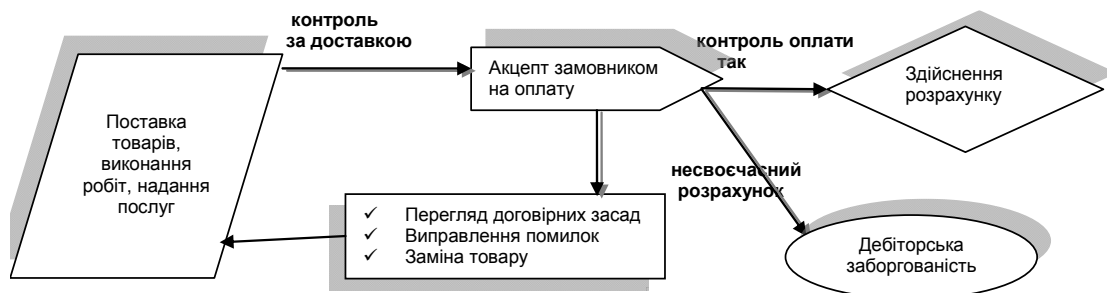 контроль
за доставкою
Акцепт замовником
на оплату
контроль оплати
так
Здійснення
розрахунку
Поставка
товарів,
виконання
робіт, надання
послуг
несвоєчасний
розрахунок
✓ Перегляд договірних засад
✓ Виправлення помилок
✓ Заміна товару
Дебіторська
заборгованість